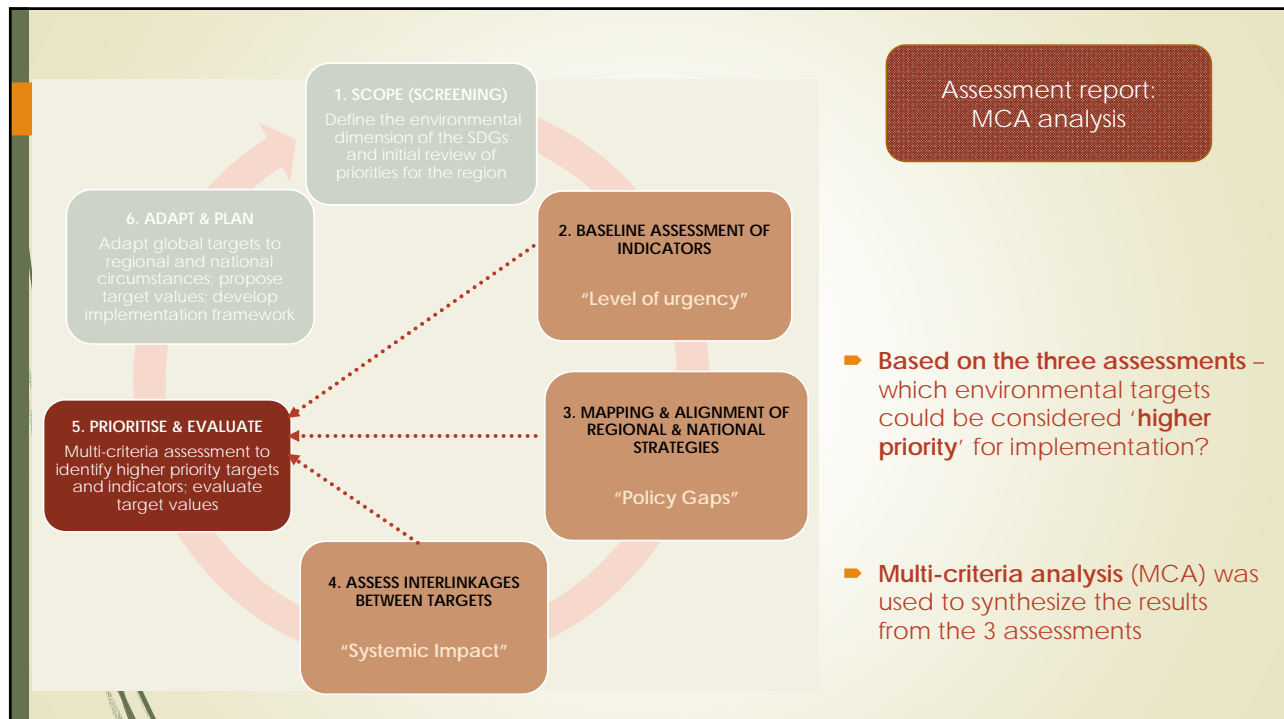 Assessment report:
MCA analysis
1. SCOPE (SCREENING)
Define the environmental
dimension of the SDGs
and initial review of
priorities for the region
2. BASELINE ASSESSMENT OF
INDICATORS
“Level of urgency”
3. MAPPING & ALIGNMENT OF
REGIONAL & NATIONAL
STRATEGIES
“Policy Gaps”
4. ASSESS INTERLINKAGES
BETWEEN TARGETS
“Systemic Impact”
5. PRIORITISE & EVALUATE
Multi-criteria assessment to
identify higher priority targets
and indicators; evaluate
target values
6. ADAPT & PLAN
Adapt global targets to
regional and national
circumstances; propose
target values; develop
implementation framework
Based on the three assessments –
which environmental targets
could be considered ‘higher
priority’ for implementation?
Multi-criteria analysis (MCA) was
used to synthesize the results
from the 3 assessments